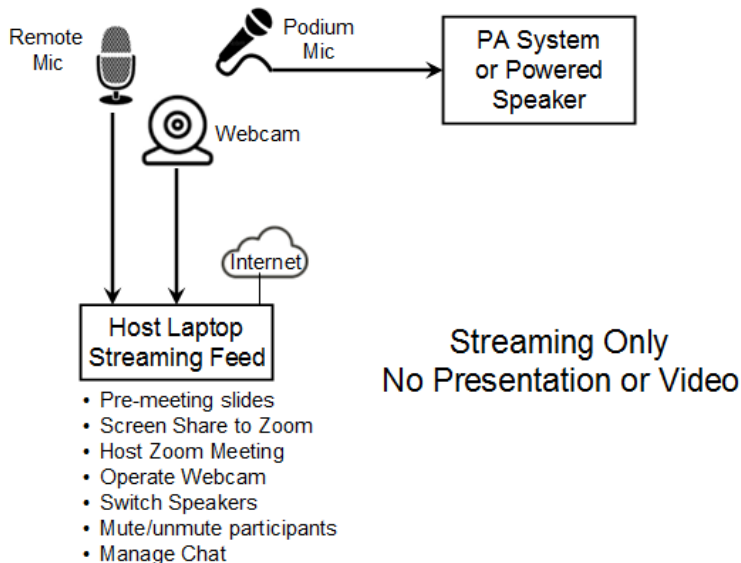 Remote
Mic
Podium
Mic
PA System
or Powered
Speaker
Webcam
Internet
Host Laptop
Streaming Feed
Streaming Only
No Presentation or Video
• Pre-meeting slides
• Screen Share to Zoom
• Host Zoom Meeting
• Operate Webcam
• Switch Speakers
• Mute/unmute participants
• Manage Chat